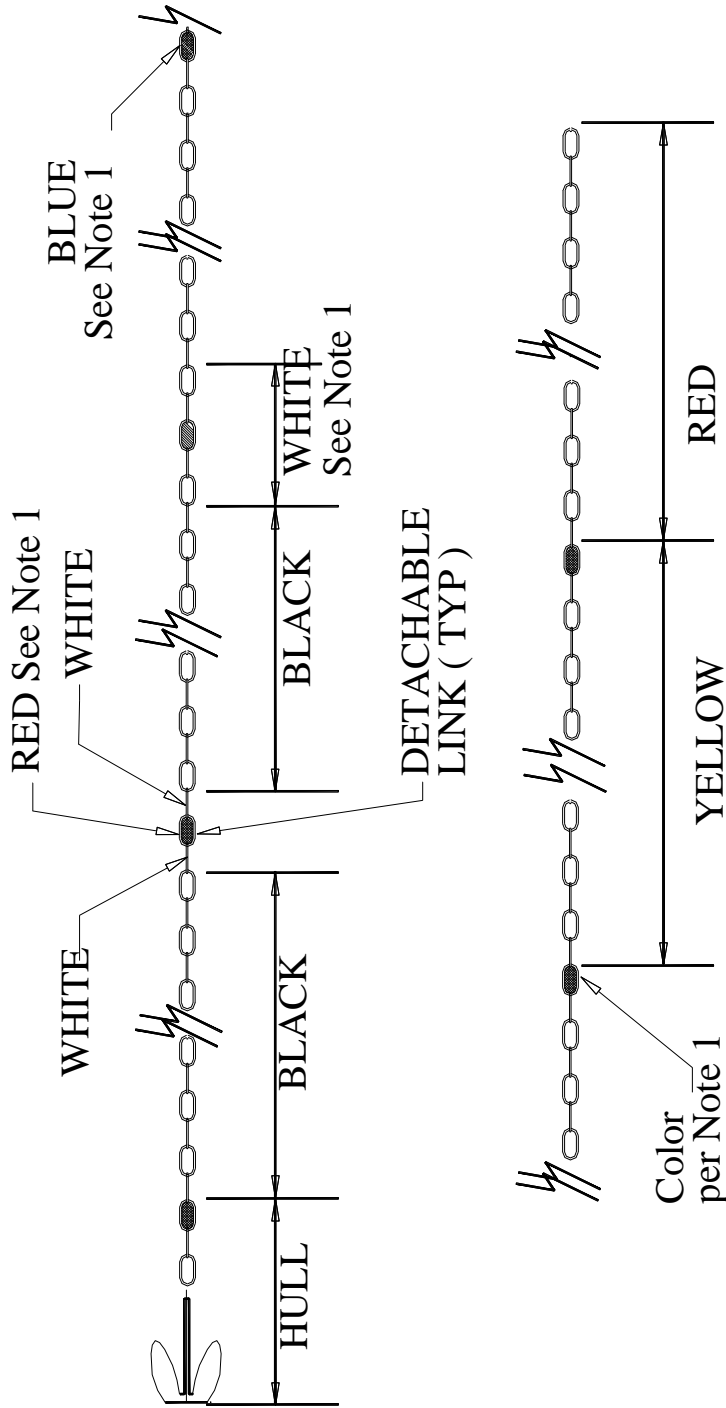 BLUE
See Note 1
RED See Note 1
WHITE
WHITE
WHITE
See Note 1
BLACK
DETACHABLE
LINK ( TYP )
BLACK
HULL
RED
YELLOW
Color
per Note 1